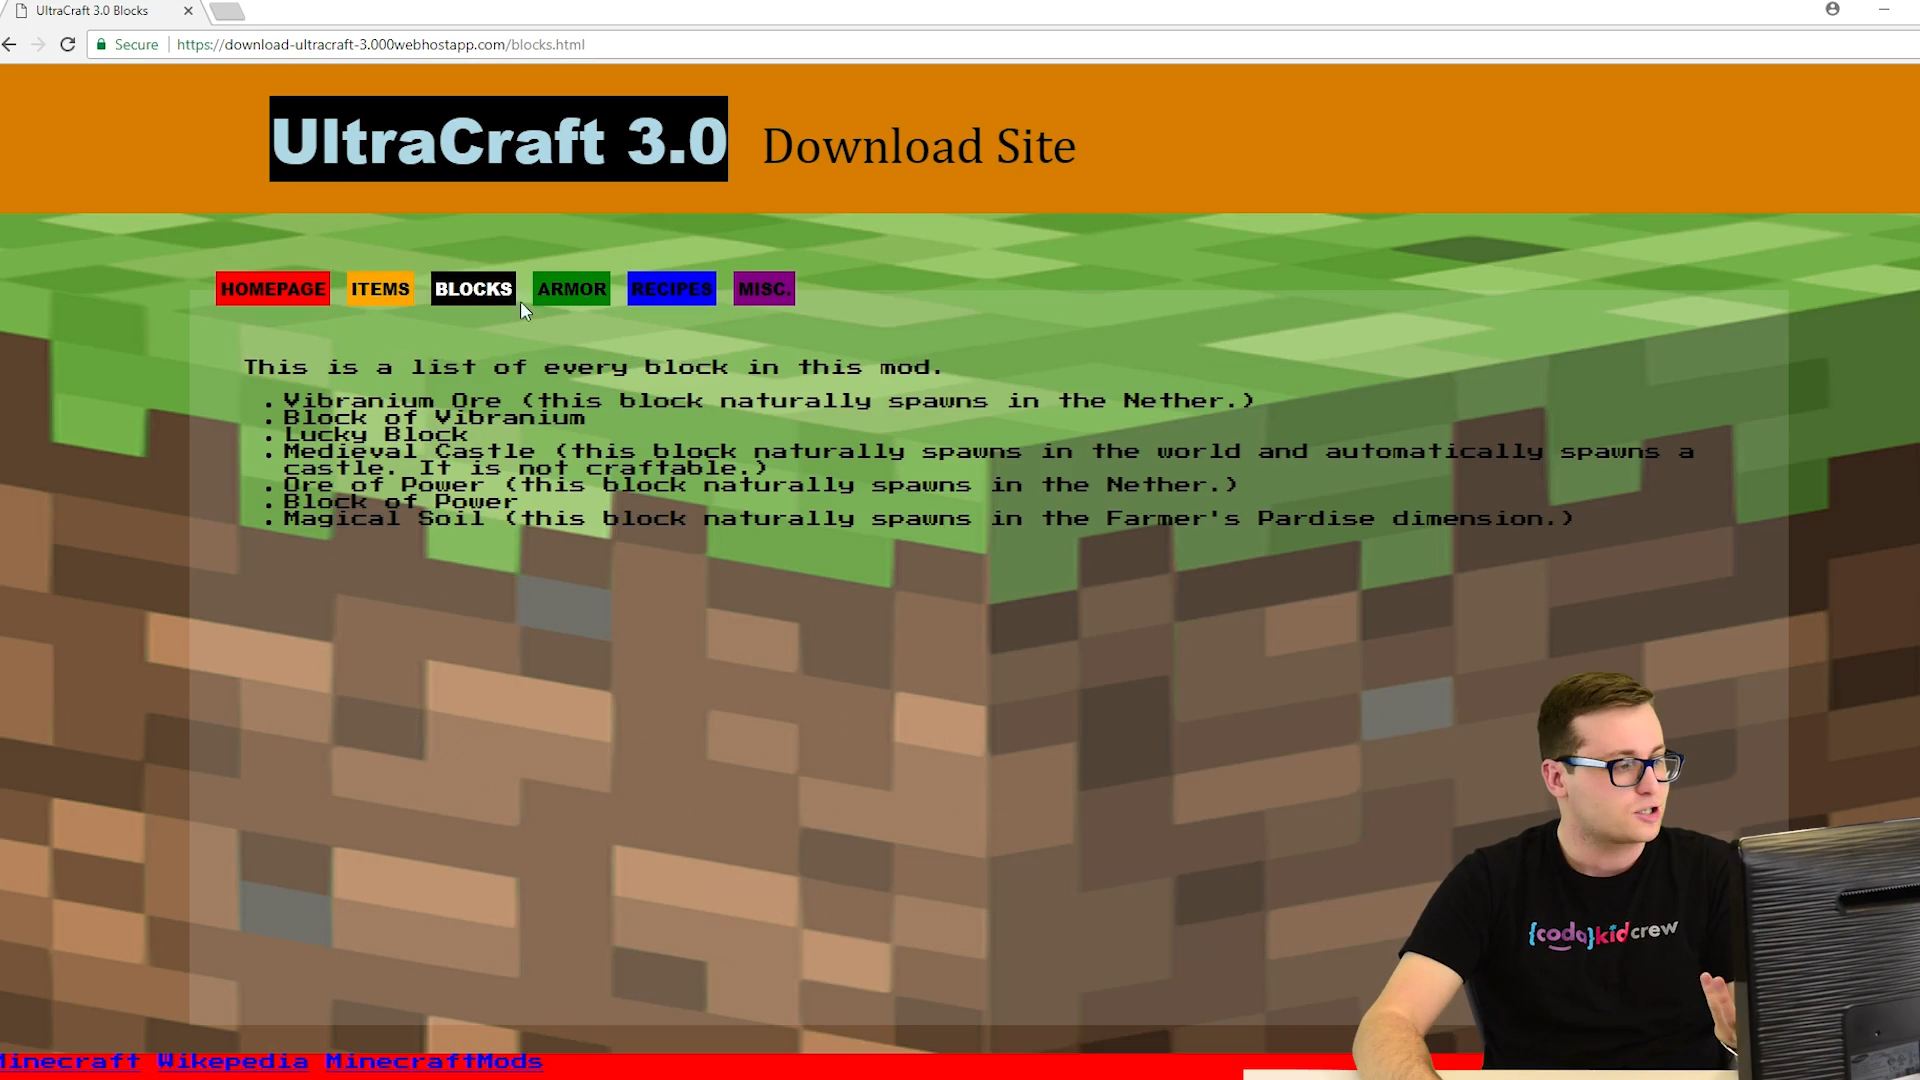 UltraCraft 3.0 Blocks
Secure
https://download-ultracraft-3.000webhostapp.com/blocks.html
UltraCraft 3.0 Download Site
HOMEPAGE ITEMS BLOCKS ARMOR RECIPES MISC.
This is a list of every block in this mod.
Vibranium Ore (this block naturally spawns in the Nether.)
Block of Vibranium
Lucky Block
Medieval Castle (this block naturally spawns in the world and automatically spawns a
castle. It is not craftable.)
Ore of Power (this block naturally spawns in the Nether.)
Block of Power
Magical Soil (this block naturally spawns in the Farmer's Pardise dimension.)
{coda}kidcrew
Minecraft Wikepedia MinecraftMods